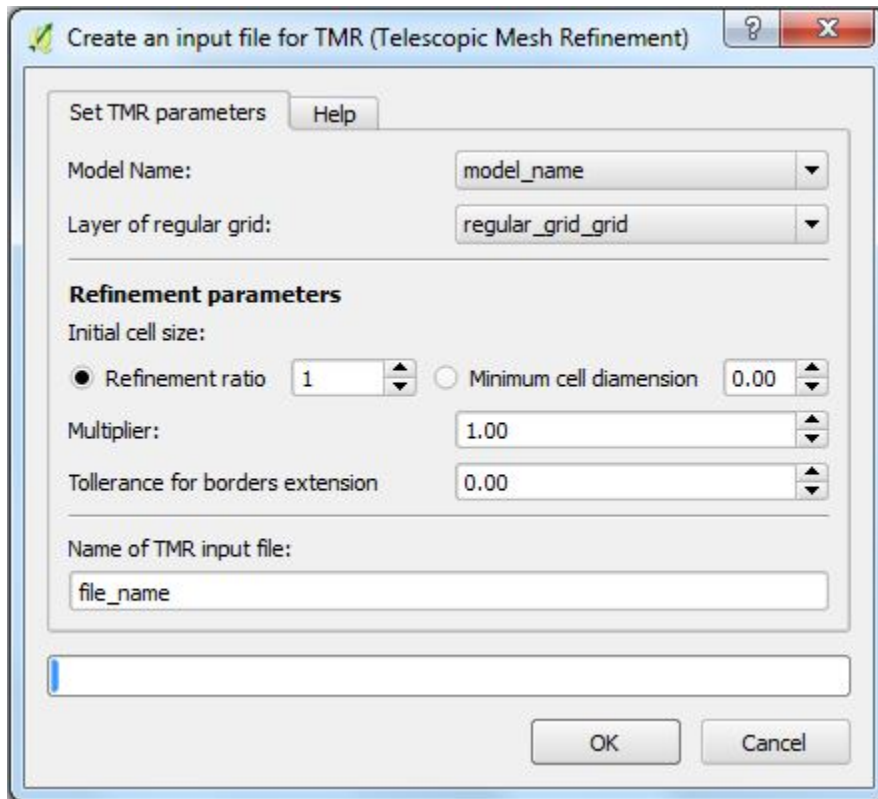 Create an input file for TMR (Telescopic Mesh Refinement) ? X
Set TMR parameters Help
Model Name: model_name
Layer of regular grid: regular_grid_grid
Refinement parameters
Initial cell size:
Refinement ratio 1 Minimum cell diamension 0.00
Multiplier: 1.00
Tollerance for borders extension 0.00
Name of TMR input file:
file_name
OK Cancel